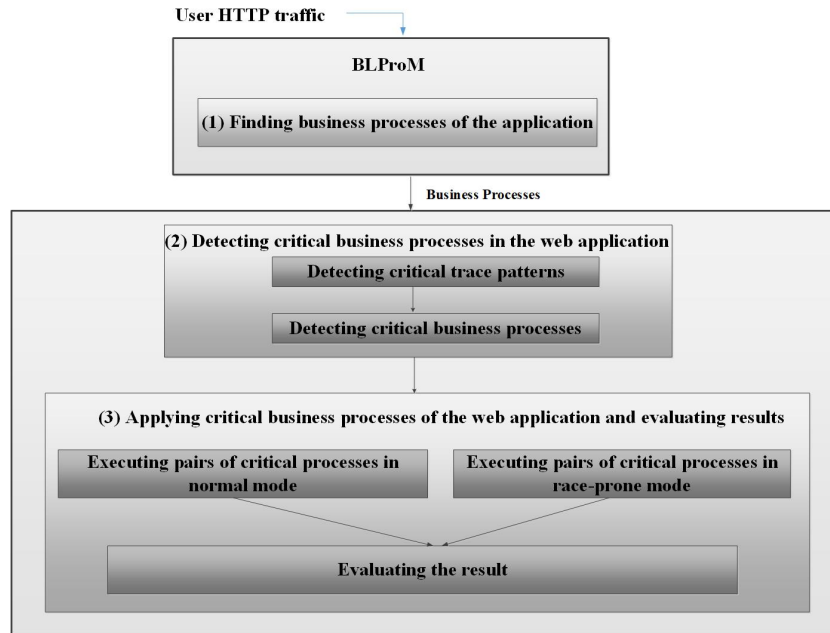 User HTTP traffic
BLProM
(1) Finding business processes of the application
Business Processes
(2) Detecting critical business processes in the web application
Detecting critical trace patterns
Detecting critical business processes
(3) Applying critical business processes of the web application and evaluating results
Executing pairs of critical processes in
normal mode
Executing pairs of critical processes in
race-prone mode
Evaluating the result